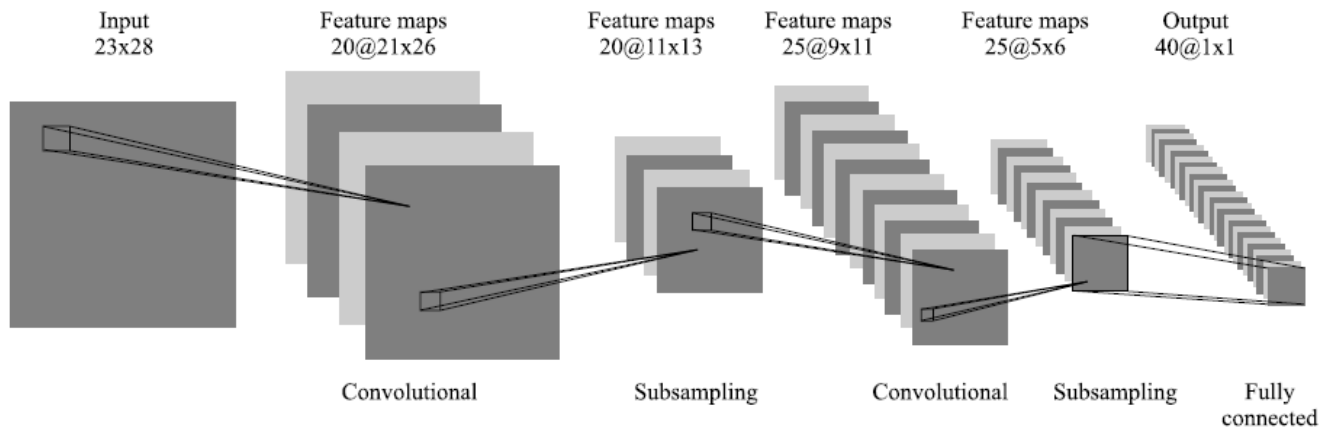 Input
23x28
Feature maps
20@21x26
Feature maps
20@11x13
Feature maps
25@9x11
Feature maps
25@5x6
Output
40@1x1
Convolutional
Subsampling
Convolutional
Subsampling
Fully
connected